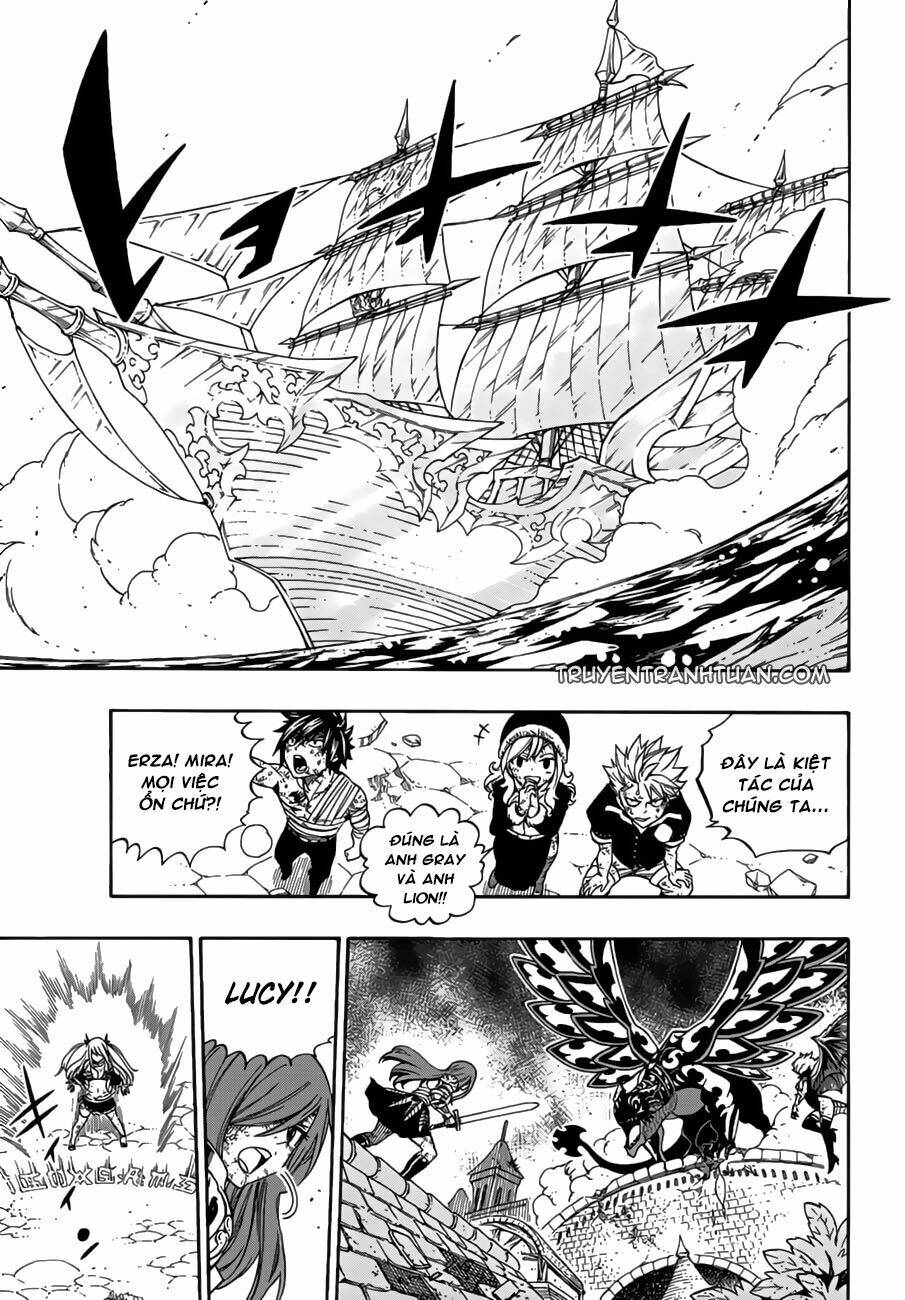 TRUYENTRANHTUAN.COM
ĐÂY LÀ KIỆT
TÁC CỦA
CHÚNG TA...
ĐÚNG LÀ
ANH GRAY
VÀ ANH
LION!!
ERZA! MIRA!
MỌI VIỆC
ỔN CHỨ?!
LUCY!!